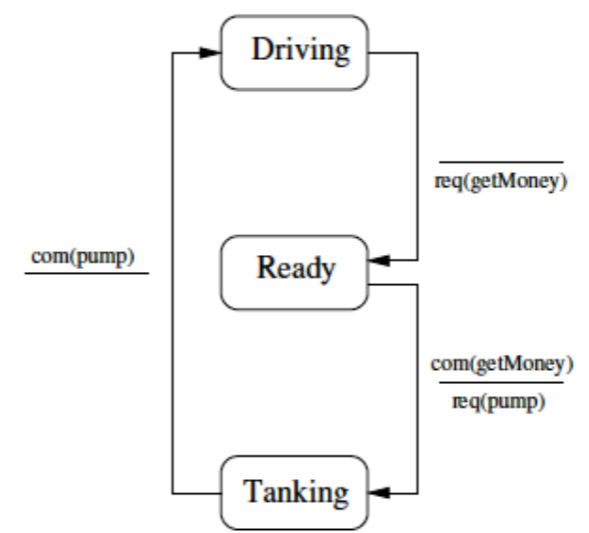 Driving
req(getMoney)
com(pump)
Ready
com(getMoney)
req(pump)
Tanking